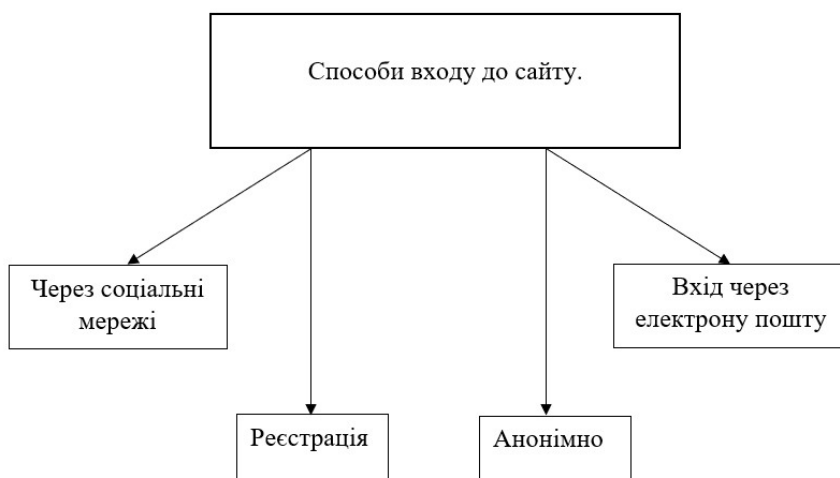 Способи входу до сайту.
Через соціальні
мережі
Вхід через
електрону пошту
Реєстрація
Анонімно